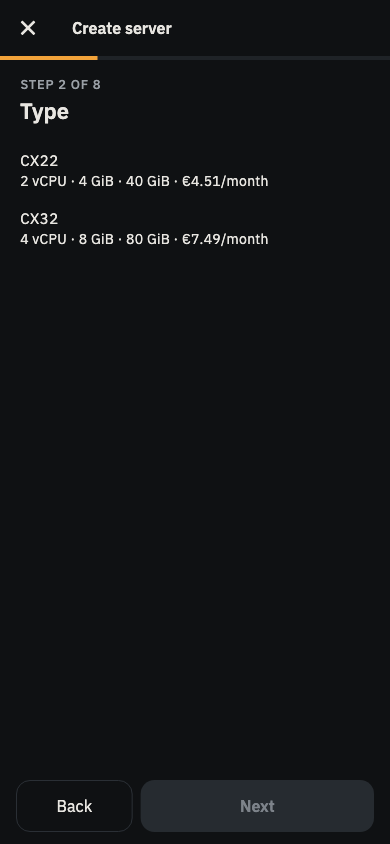 Create server
STEP 2 OF 8
Type
CX22
2 vCPU · 4 GiB · 40 GiB · €4.51/month
CX32
4 vCPU · 8 GiB · 80 GiB · €7.49/month
Back
Next